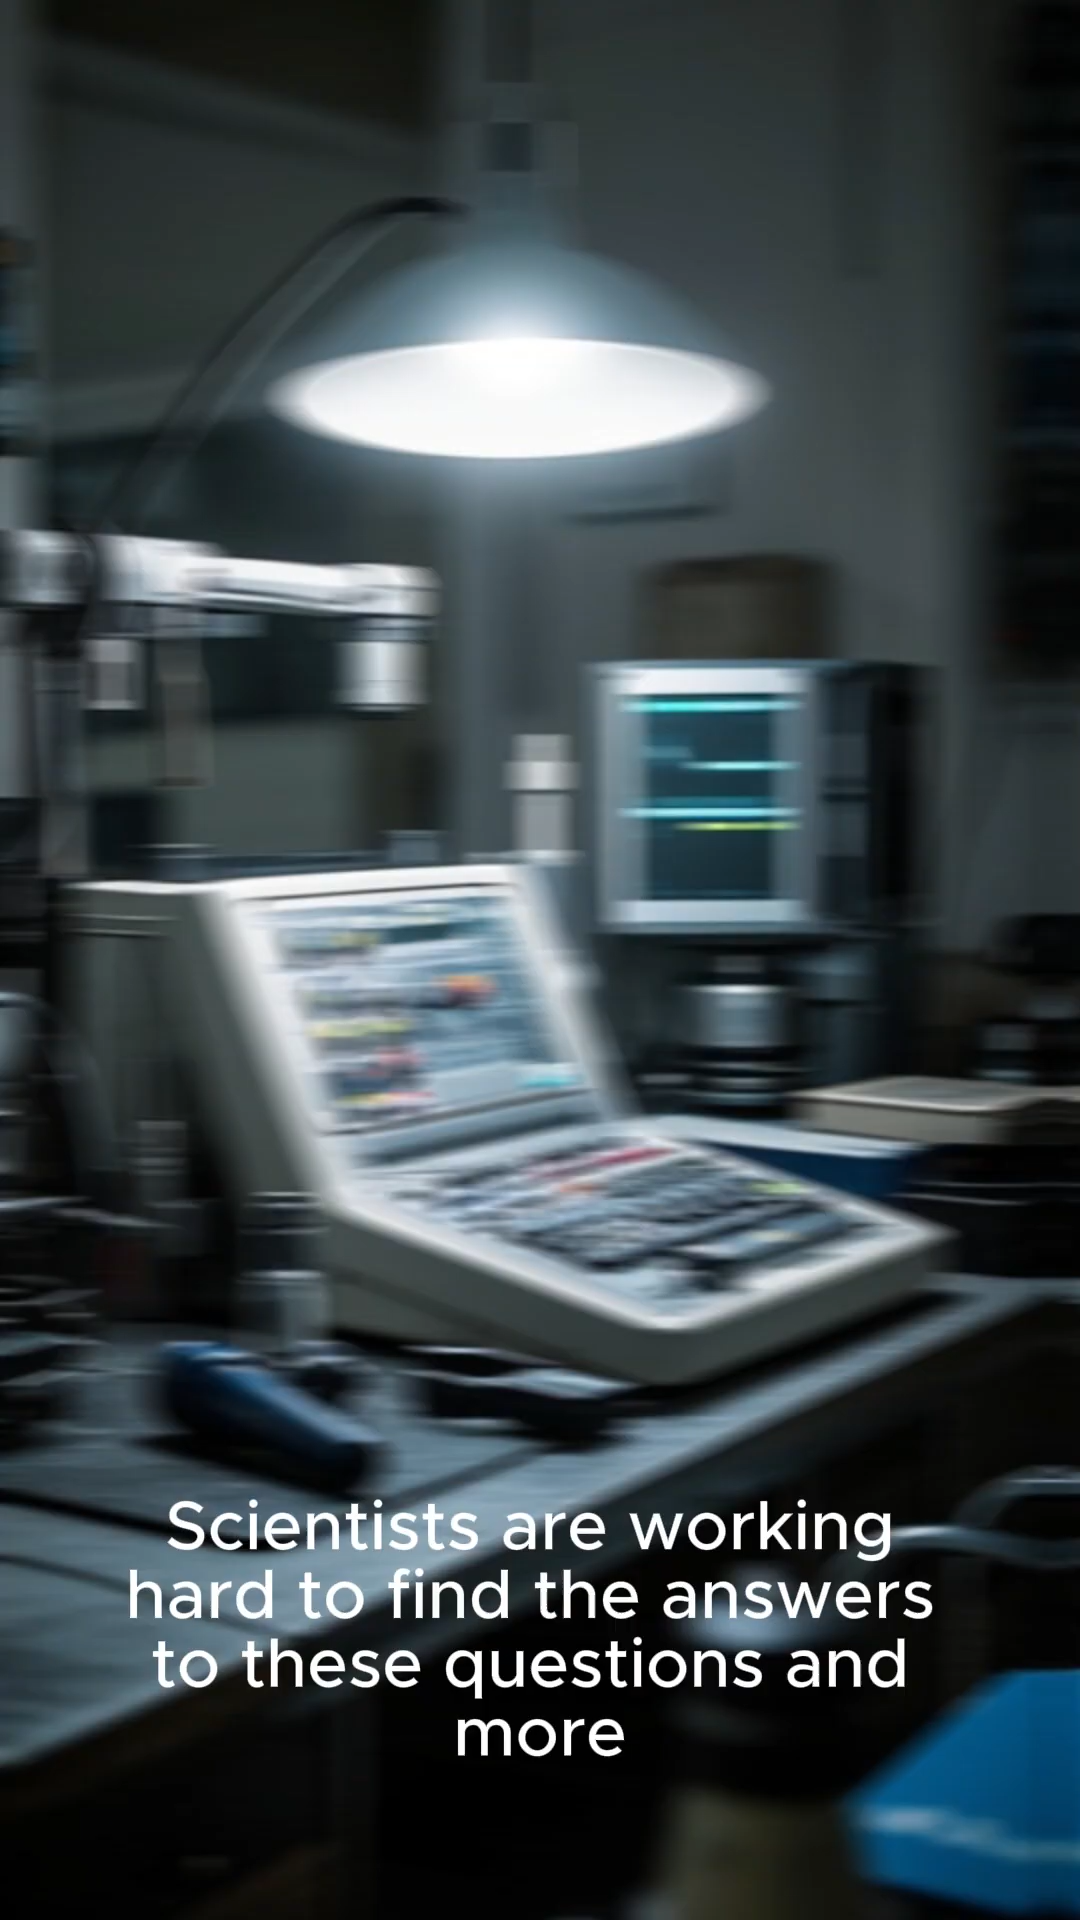 Scientists are working
hard to find the answers
to these questions and
more